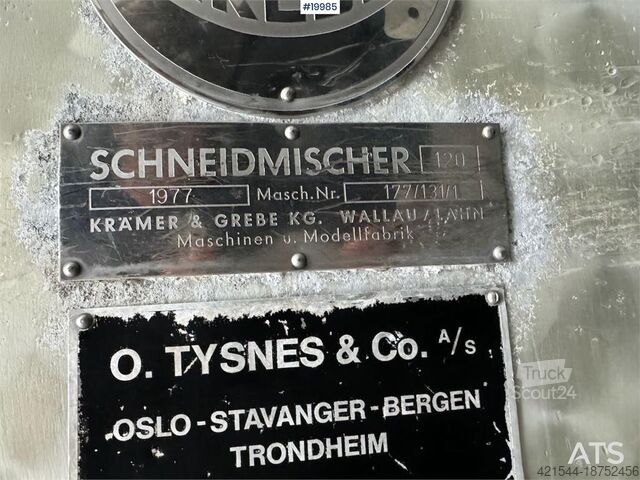 #19985
SCHNEIDMISCHER 120
1977 Masch.Nr. 177/131/1
KRÄMER & GREBE KG. WALLAU/LAHN
Maschinen u. Modellfabrik
O. TYSNES & Co. A/S
OSLO-STAVANGER-BERGEN
TRONDHEIM
Truck
Scout24
ATS
421544-18752456